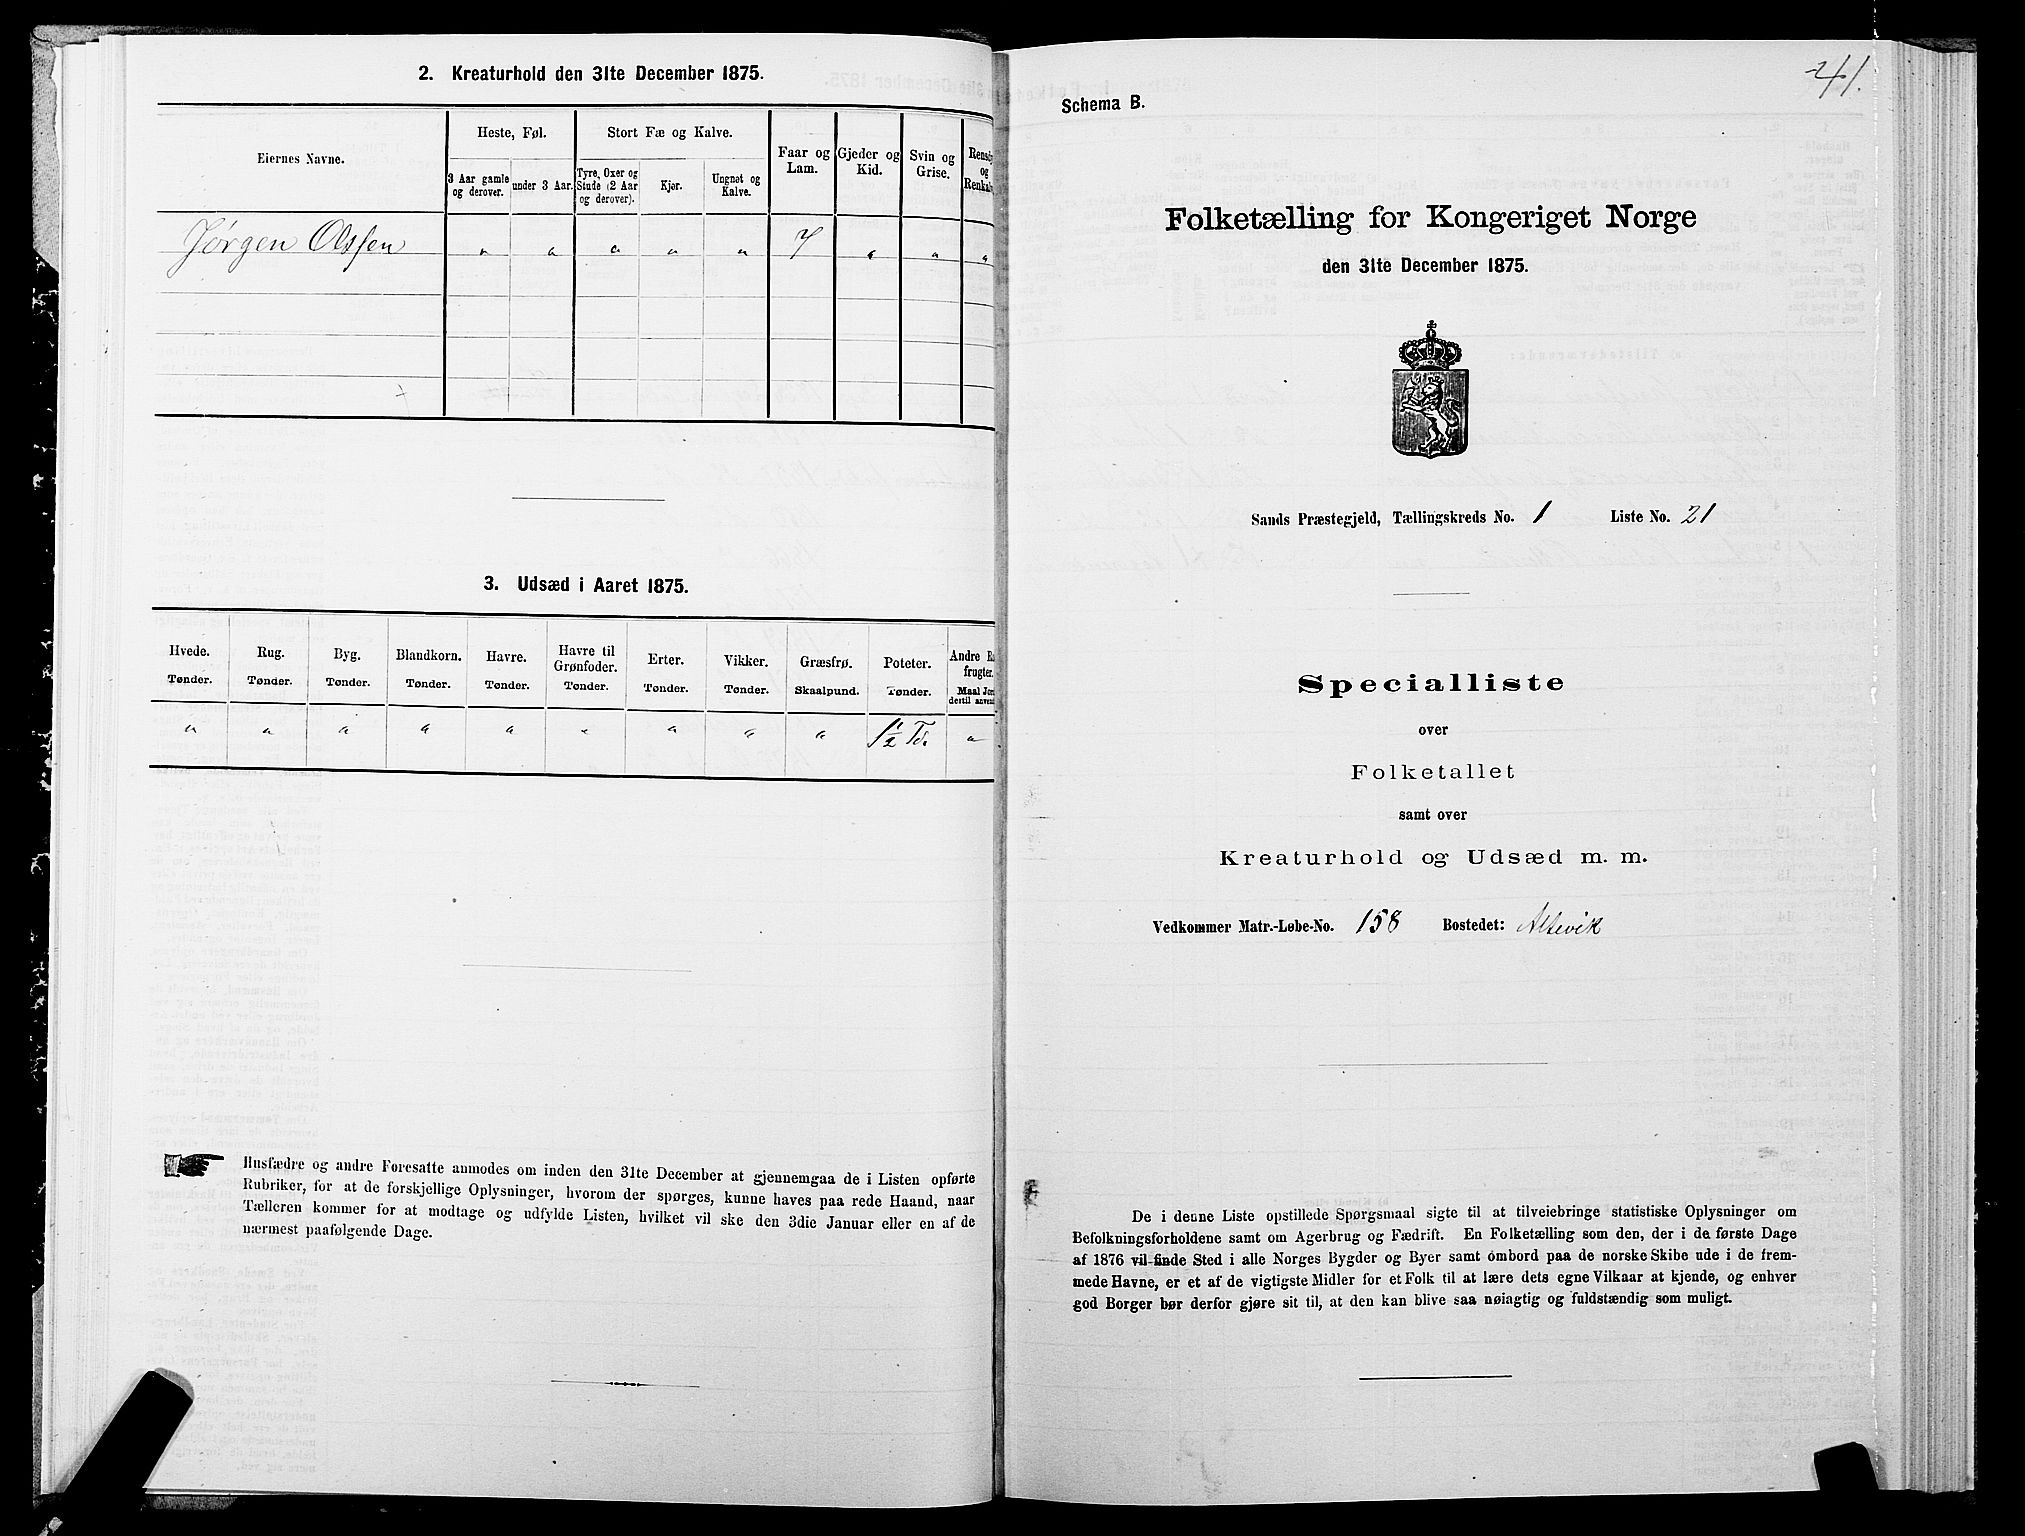 2. Kreaturhold den 31te December 1875.
Eiernes Navne.
Heste, Føl.
Stort Fæ og Kalve.
Faar og Lam.
Gjeder og Kid.
Svin og Grise.
og
3 Aar gamle og derover.
under 3 Aar.
Tyre, Oxer og Stude (2 Aar og derover).
Kjør.
Ungnøt og Kalve.
Jørgen Olssen " " " " " 7 " " "
3. Udsæd i Aaret 1875.
Hvede. Rug. Byg. Blandkorn. Havre. Havre til Grønfoder. Erter. Vikker. Græsfrø. Poteter. Andre
frugter.
Tønder. Tønder. Tønder. Tønder. Tønder. Tønder. Tønder. Tønder. Skaalpund. Tønder. Maal
dertil
" " " " " " " " " 1½ Td. "
Husfædre og andre Foresatte anmodes om inden den 31te December at gjennemgaa de i Listen opførte
Rubriker, for at de forskjellige Oplysninger, hvorom der spørges, kunne haves paa rede Haand, naar
Tælleren kommer for at modtage og udfylde Listen, hvilket vil ske den 3die Januar eller en af de
nærmest paafølgende Dage.
41.
Schema B.
Folketælling for Kongeriget Norge
den 31te December 1875.
Sands Præstegjeld, Tællingskreds No. 1 Liste No. 21
Specialliste
over
Folketallet
samt over
Kreaturhold og Udsæd m. m.
Vedkommer Matr.-Løbe-No. 158 Bostedet: Altevik
De i denne Liste opstillede Spørgsmaal sigte til at tilveiebringe statistiske Oplysninger om
Befolkningsforholdene samt om Agerbrug og Fædrift. En Folketælling som den, der i de første Dage
af 1876 vil finde Sted i alle Norges Bygder og Byer samt ombord paa de norske Skibe ude i de frem-
mede Havne, er et af de vigtigste Midler for et Folk til at lære dets egne Vilkaar at kjende, og enhver
god Borger bør derfor gjøre sit til, at den kan blive saa nøiagtig og fuldstændig som muligt.